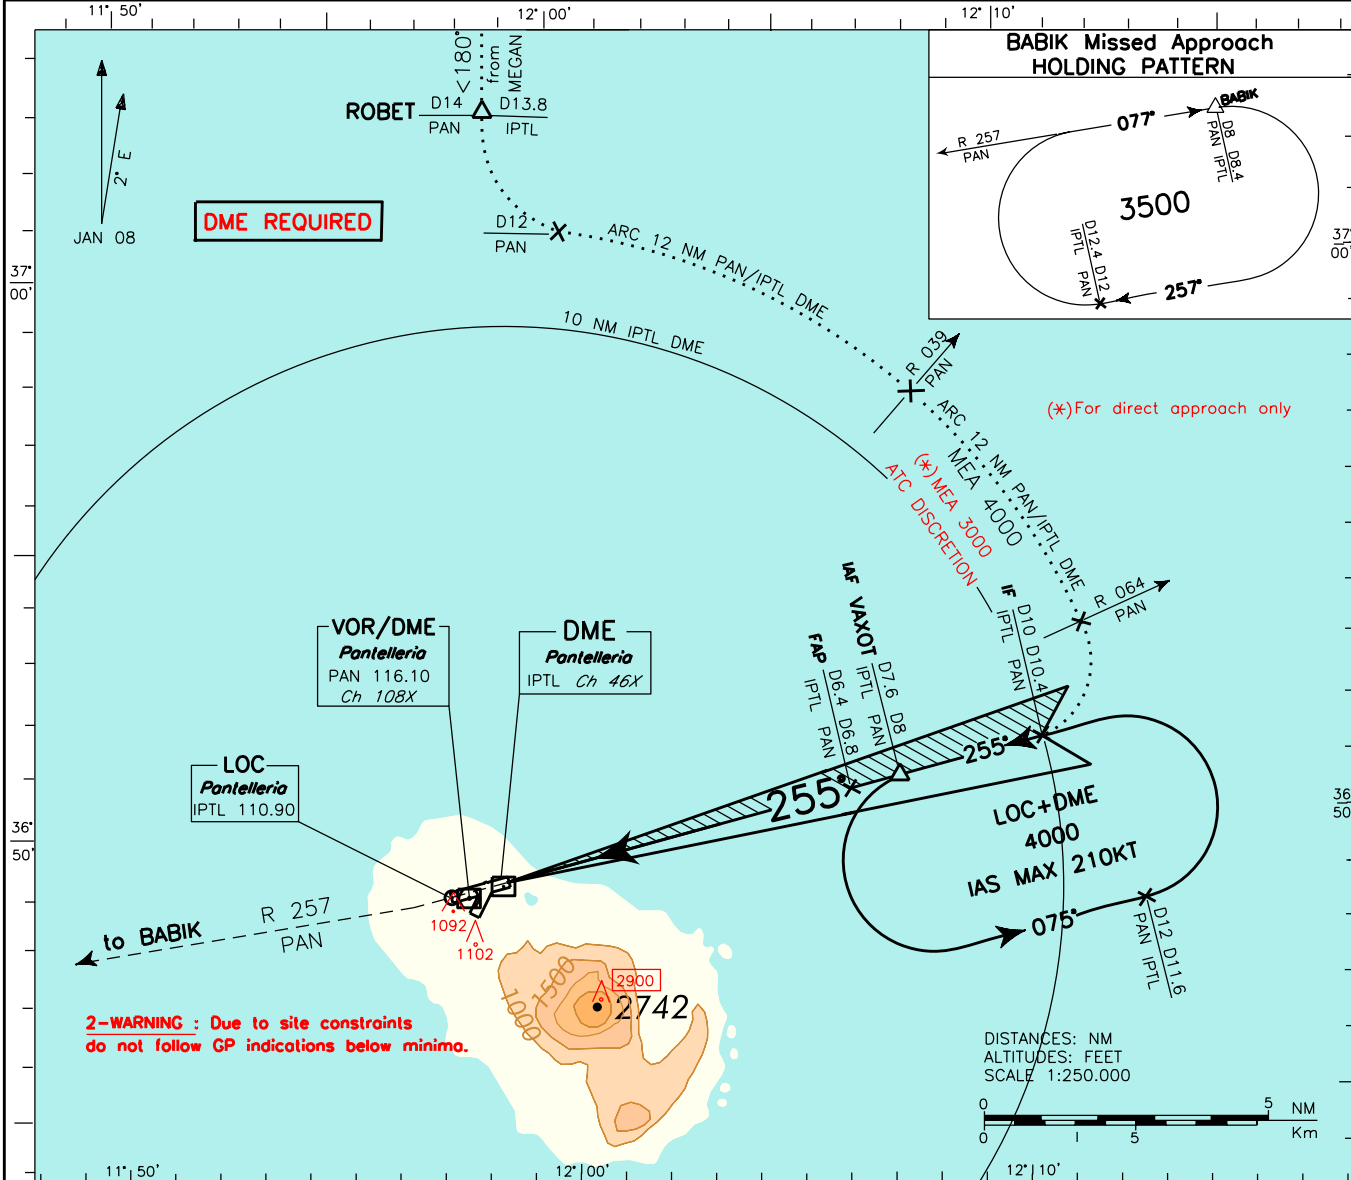 11° 50'
12° 00'
12° 10'
BABIK Missed Approach
HOLDING PATTERN
077°
BABIK
D8 D8.4
PAN IPTL
R 257
PAN
3500
D12.4 D12
IPTL PAN
257°
37°
00'
<180°
from
MEGAN
ROBET
D14 D13.8
PAN IPTL
2° E
JAN 08
DME REQUIRED
D12
PAN
ARC 12 NM PAN/IPTL DME
37°
00'
10 NM IPTL DME
R 039
PAN
(*)For direct approach only
ARC 12 NM PAN/IPTL DME
MEA 4000
(*)MEA 3000
ATC DISCRETION
R 064
PAN
IF
D10 D10.4
IPTL PAN
IAF VAXOT
D7.6 D8
IPTL PAN
FAP
D6.4 D6.8
IPTL PAN
VOR/DME
Pantelleria
PAN 116.10
Ch 108X
DME
Pantelleria
IPTL Ch 46X
LOC
Pantelleria
IPTL 110.90
255°
255°
LOC+DME
4000
IAS MAX 210KT
075°
D12 D11.6
PAN IPTL
36°
50'
36°
50'
to BABIK
R 257
PAN
1092
1102
1500
1000
2900
2742
2-WARNING : Due to site constraints
do not follow GP indications below minima.
DISTANCES: NM
ALTITUDES: FEET
SCALE 1:250.000
0 5 NM
0 1 5 Km
11° 50'
12° 00'
12° 10'